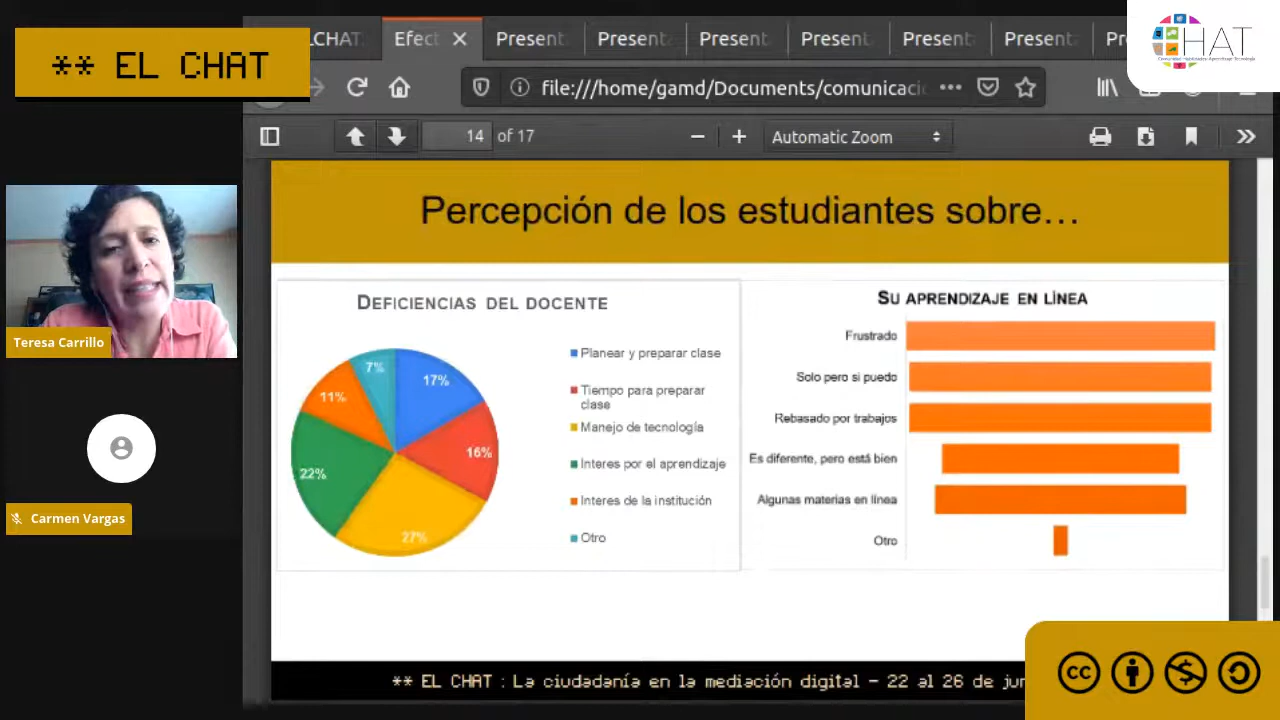 ** EL CHAT
LCHAT
Efect
Present
Present
Present
Present
Present
Present
Pr
CHAT
file:///home/gamd/Documents/comunicaci
14 of 17
Automatic Zoom
Percepción de los estudiantes sobre…
Teresa Carrillo
Carmen Vargas
DEFICIENCIAS DEL DOCENTE
17%
16%
27%
22%
11%
7%
Planear y preparar clase
Tiempo para preparar
clase
Manejo de tecnología
Interes por el aprendizaje
Interes de la institución
Otro
SU APRENDIZAJE EN LÍNEA
Frustrado
Solo pero si puedo
Rebasado por trabajos
Es diferente, pero está bien
Algunas materias en línea
Otro
** EL CHAT : La ciudadanía en la mediación digital – 22 al 26 de jun
cc